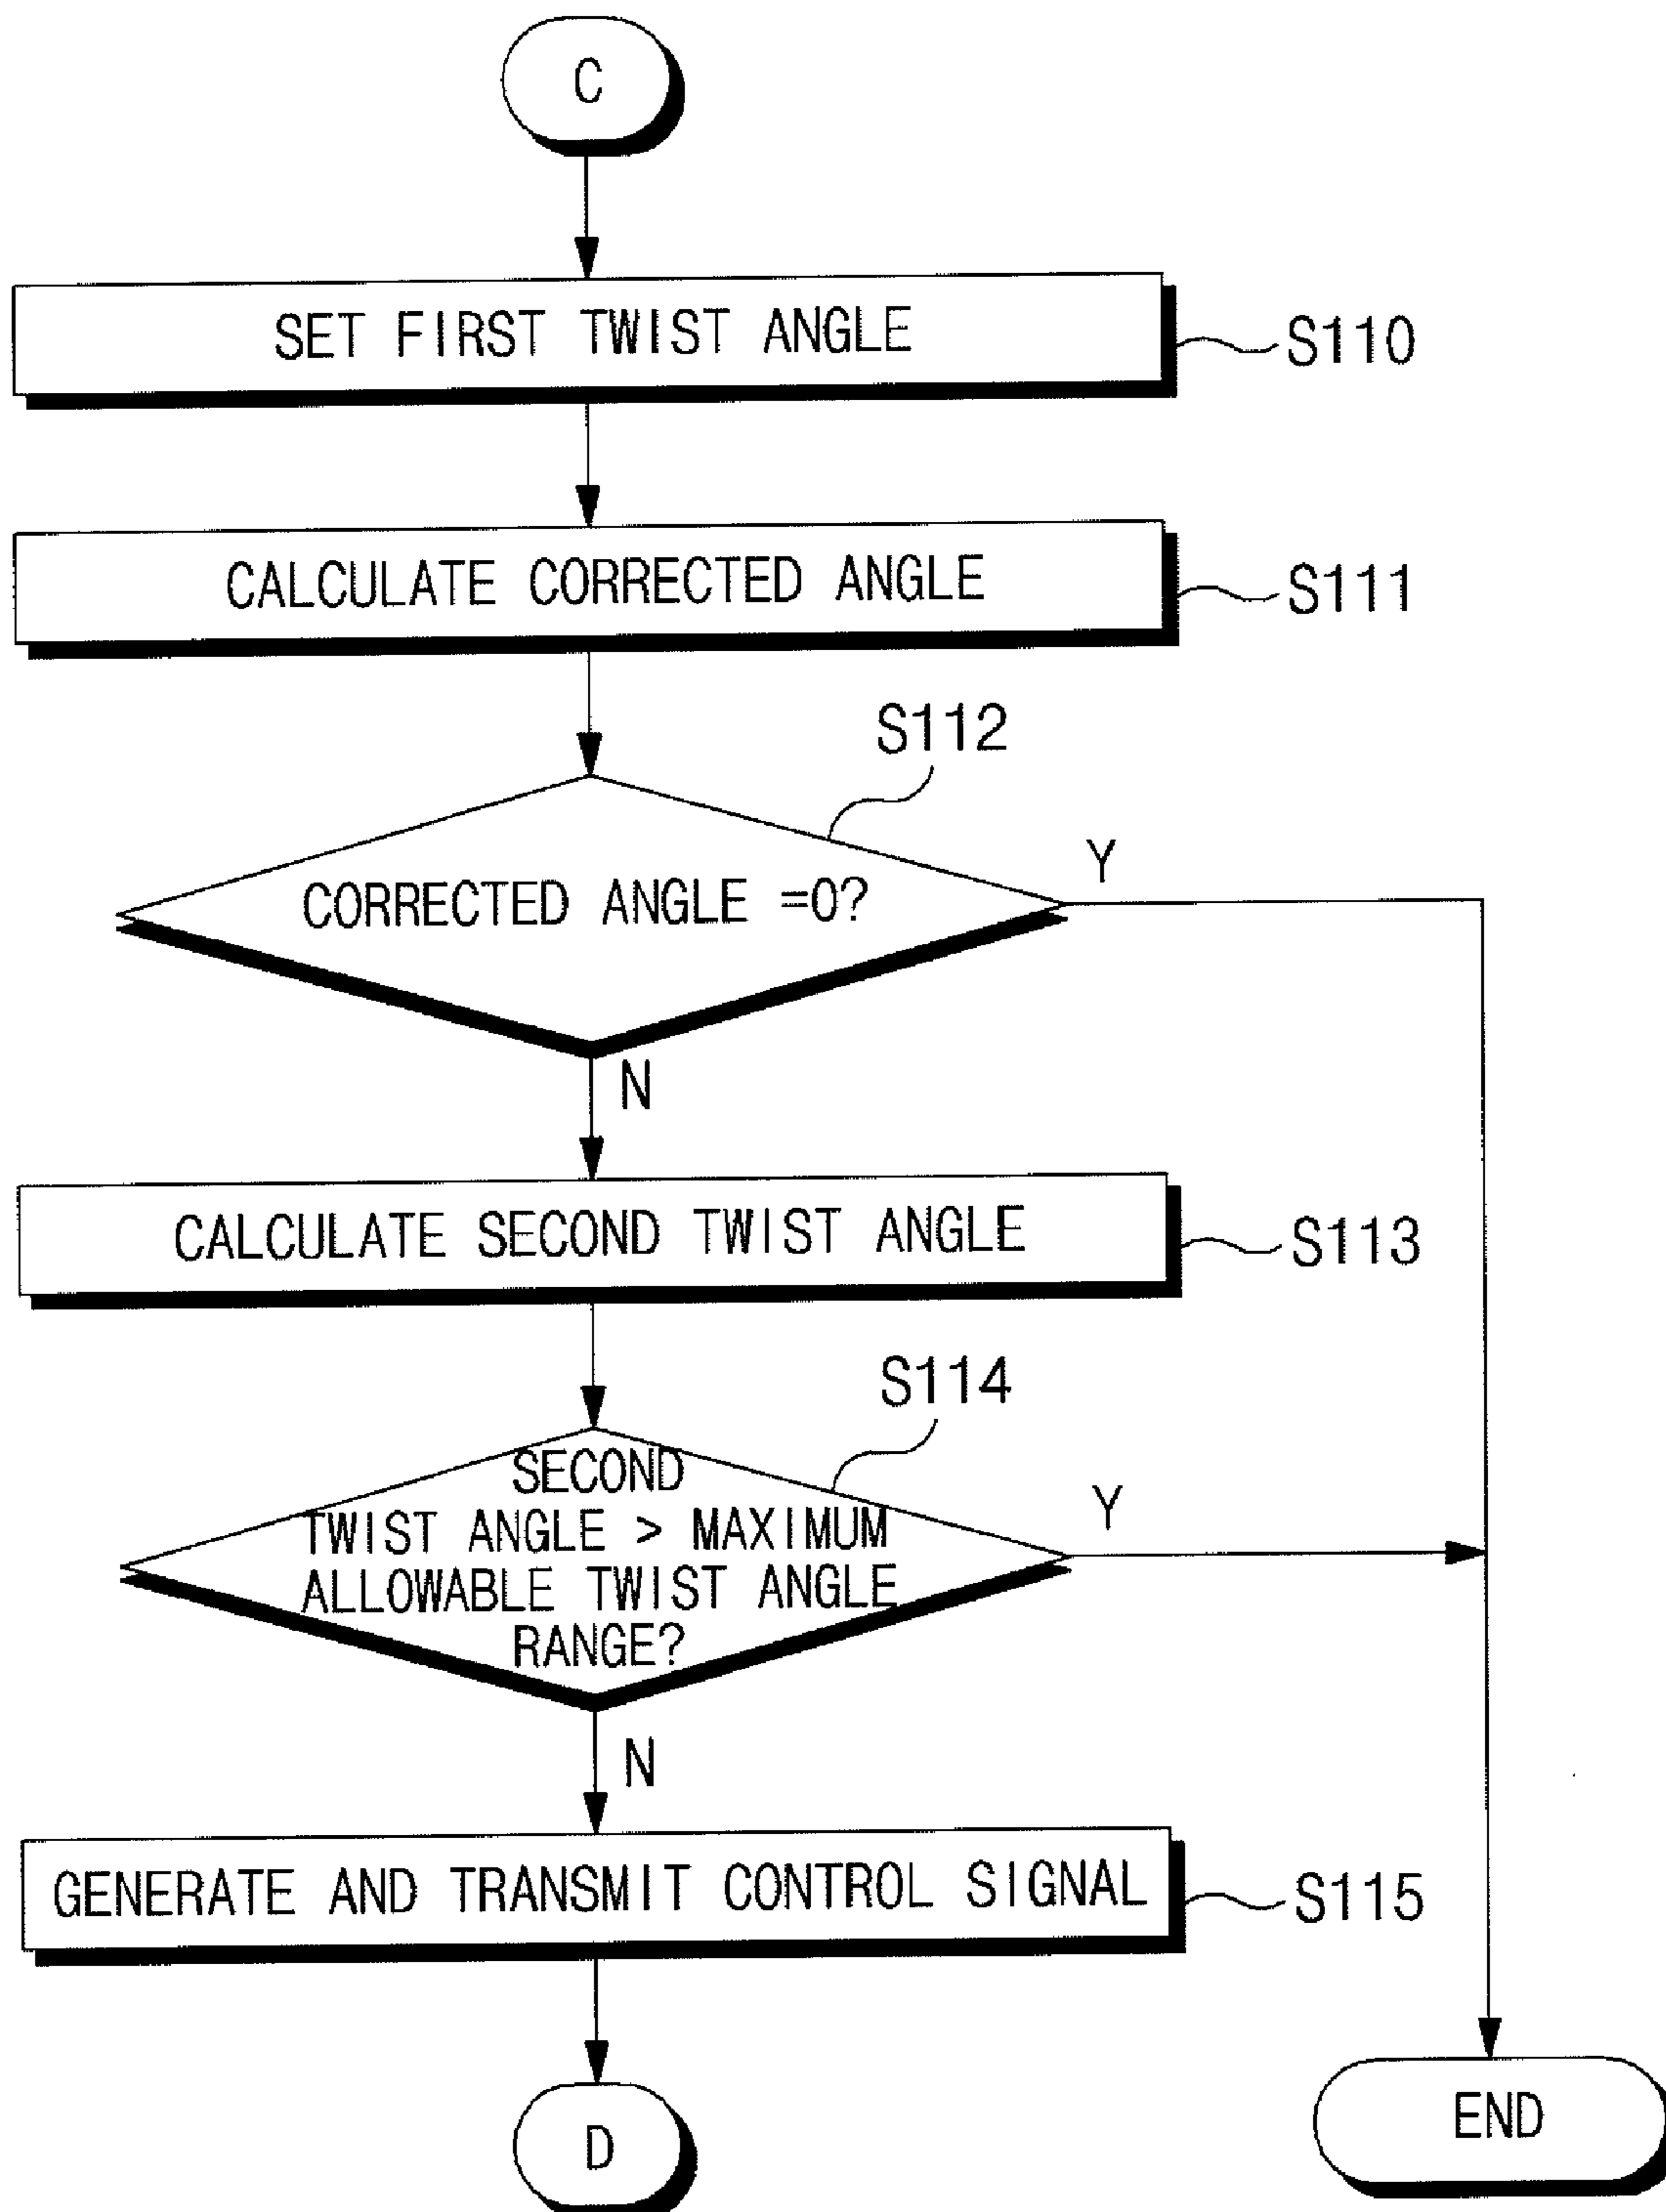 C
SET FIRST TWIST ANGLE
S110
CALCULATE CORRECTED ANGLE
S111
S112
CORRECTED ANGLE =0?
Y
N
CALCULATE SECOND TWIST ANGLE
S113
S114
SECOND
TWIST ANGLE > MAXIMUM
ALLOWABLE TWIST ANGLE
RANGE?
Y
N
GENERATE AND TRANSMIT CONTROL SIGNAL
S115
D
END